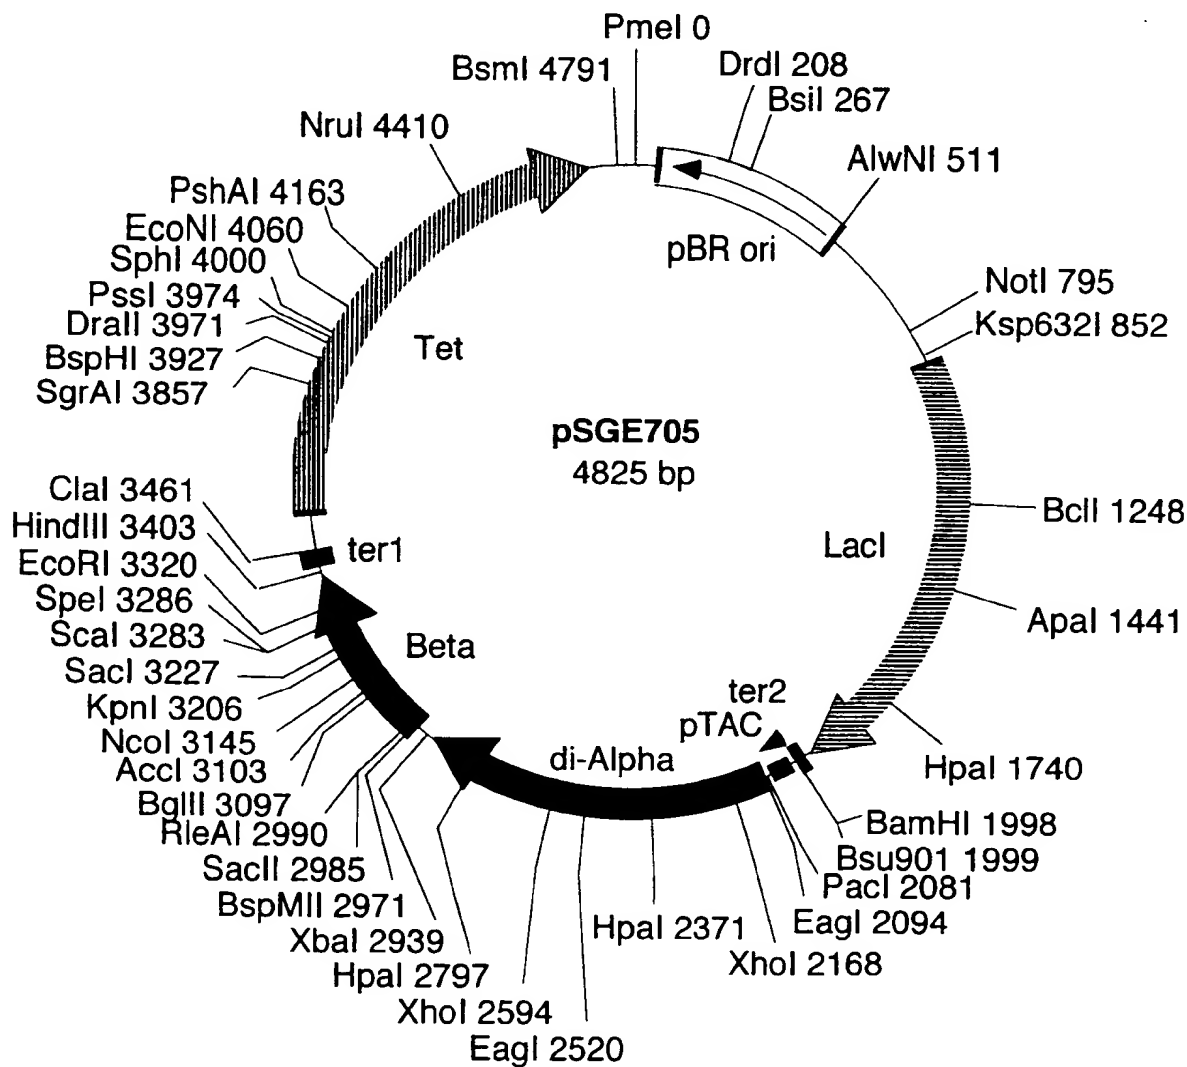 PmeI 0
BsmI 4791
DrdI 208
BsiI 267
NruI 4410
AlwNI 511
PshAI 4163
EcoNI 4060
SphI 4000
PssI 3974
DraII 3971
BspHI 3927
SgrAI 3857
pBR ori
NotI 795
Ksp632I 852
Tet
pSGE705
4825 bp
ClaI 3461
HindIII 3403
EcoRI 3320
SpeI 3286
ScaI 3283
SacI 3227
KpnI 3206
NcoI 3145
AccI 3103
BglII 3097
RleAI 2990
SacII 2985
BspMII 2971
XbaI 2939
HpaI 2797
XhoI 2594
EagI 2520
ter1
Beta
LacI
BclI 1248
ApaI 1441
ter2
pTAC
di-Alpha
HpaI 1740
BamHI 1998
Bsu90I 1999
PacI 2081
EagI 2094
XhoI 2168
HpaI 2371